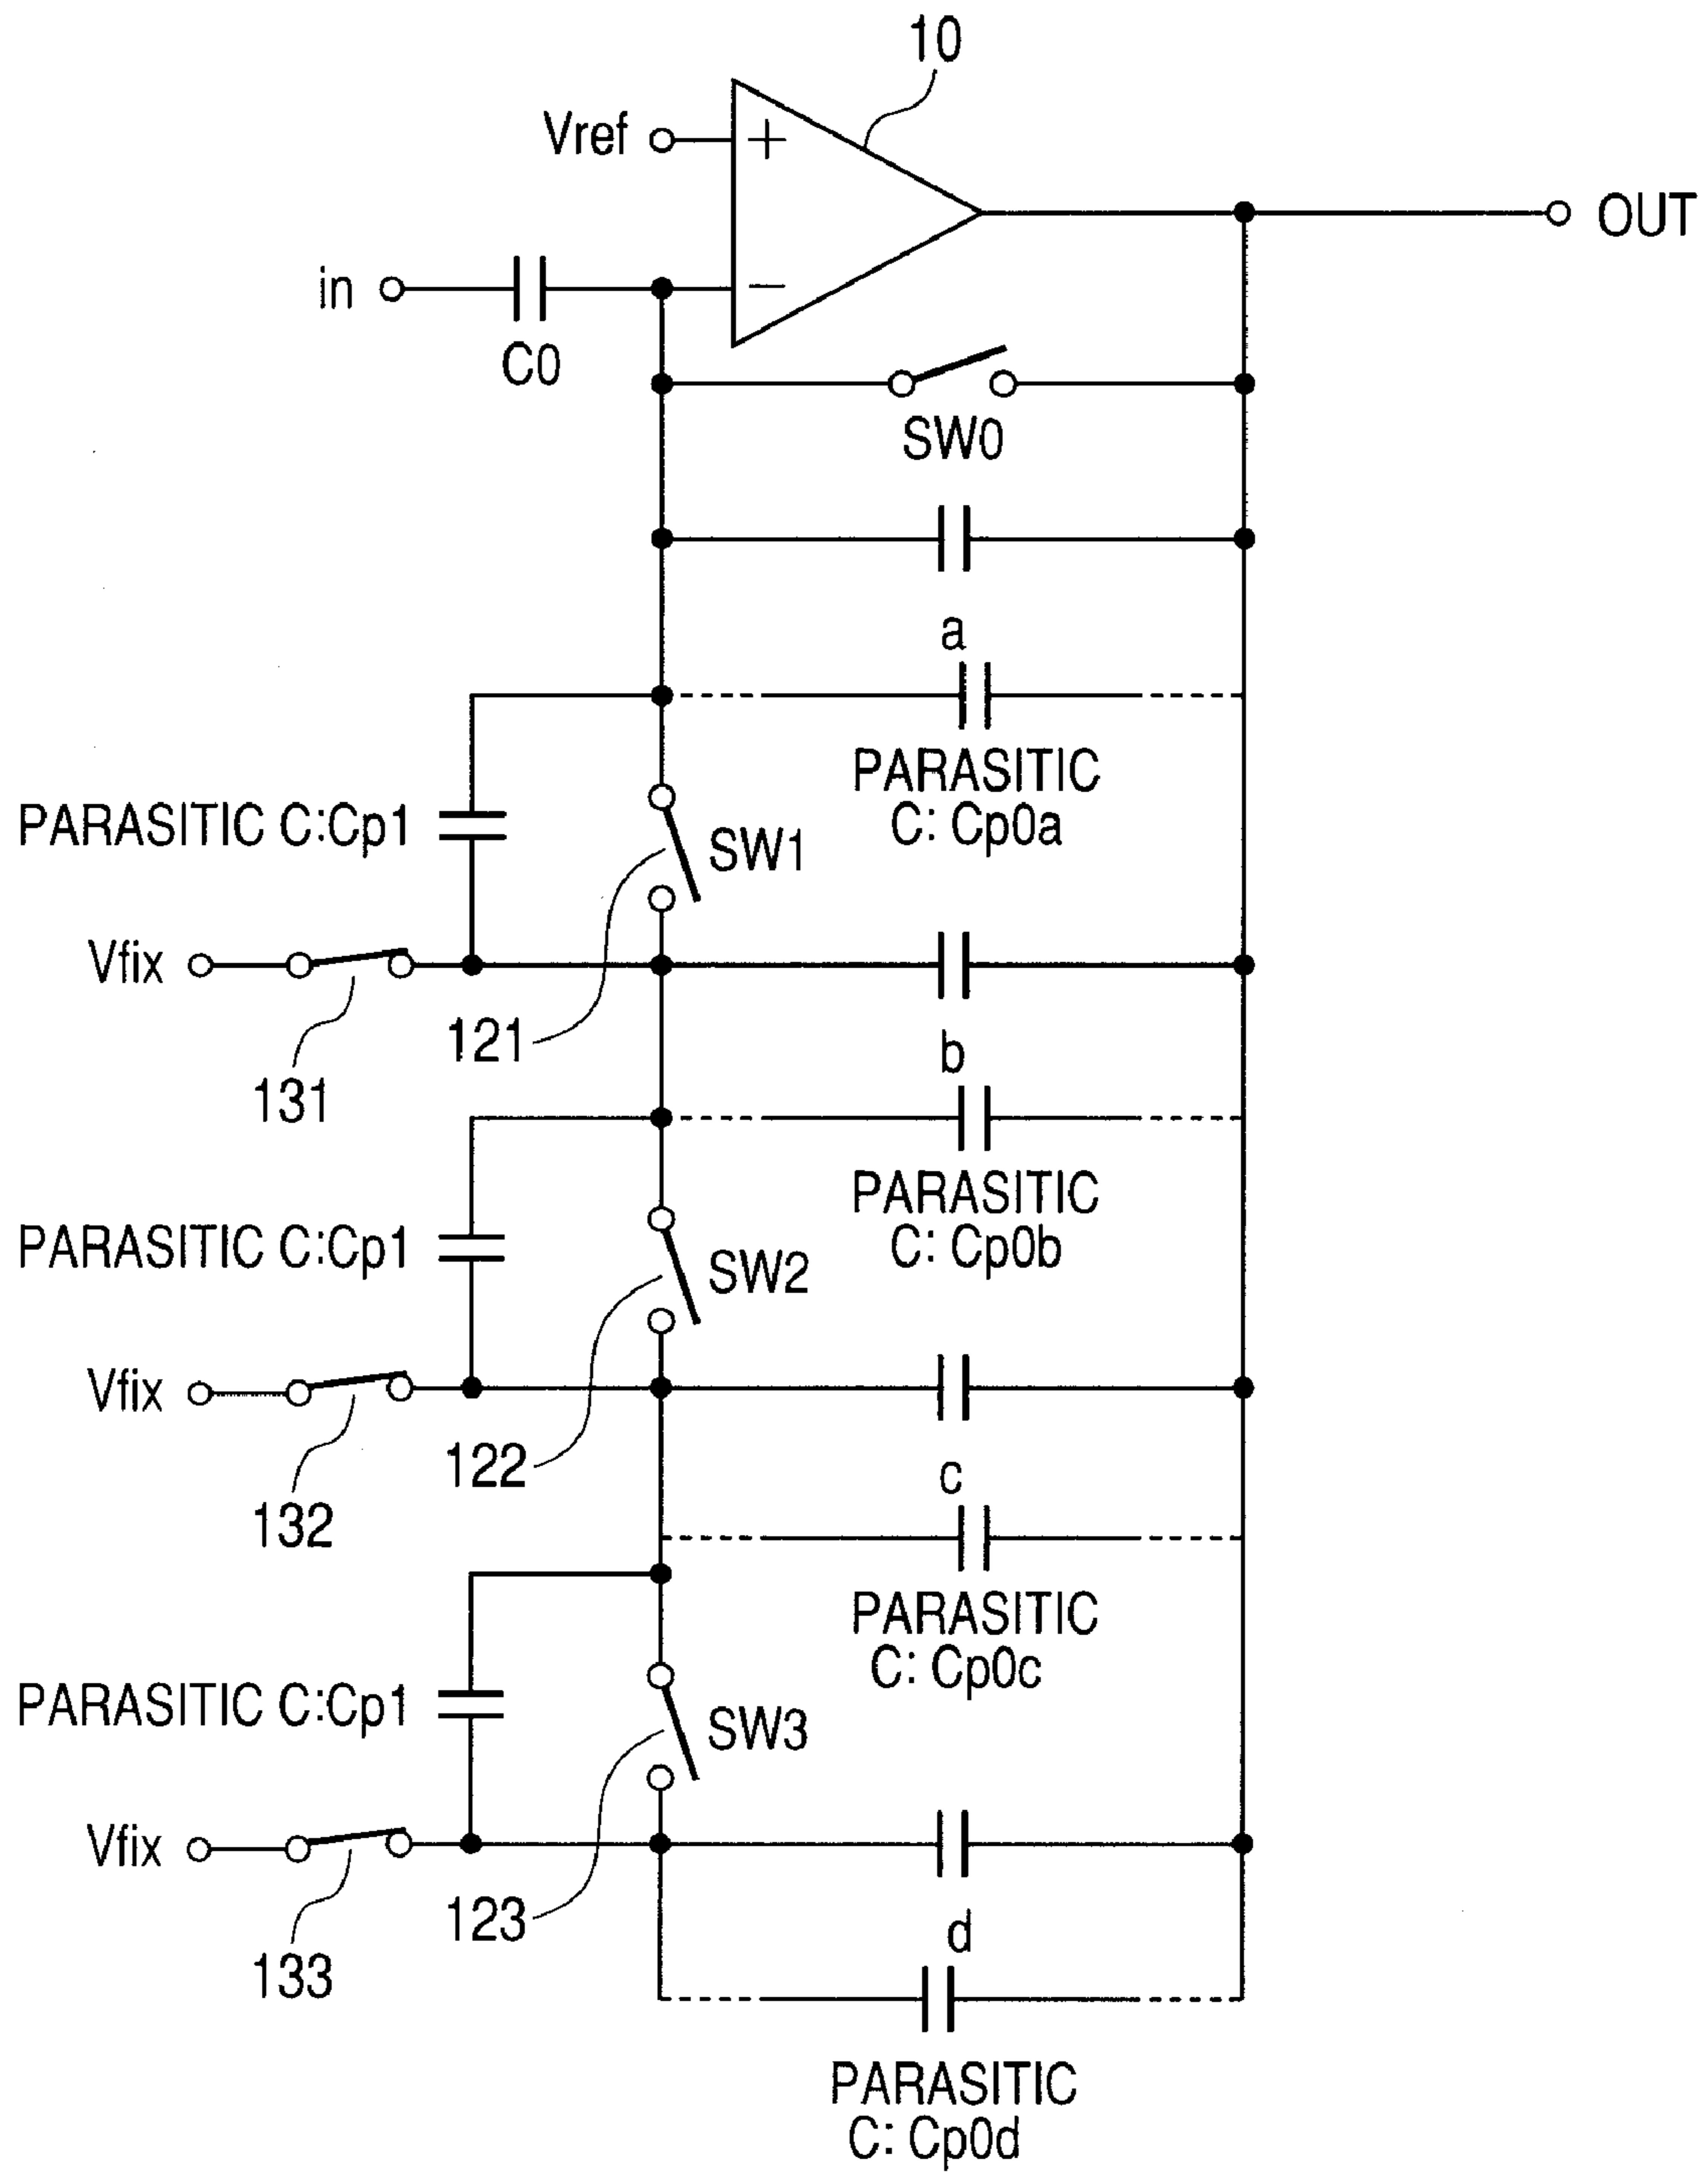 10
Vref
+
OUT
in
−
C0
SW0
a
PARASITIC
C: Cp0a
PARASITIC C:Cp1
SW1
Vfix
121
b
131
PARASITIC
C: Cp0b
PARASITIC C:Cp1
SW2
Vfix
122
c
132
PARASITIC
C: Cp0c
PARASITIC C:Cp1
SW3
Vfix
123
d
133
PARASITIC
C: Cp0d